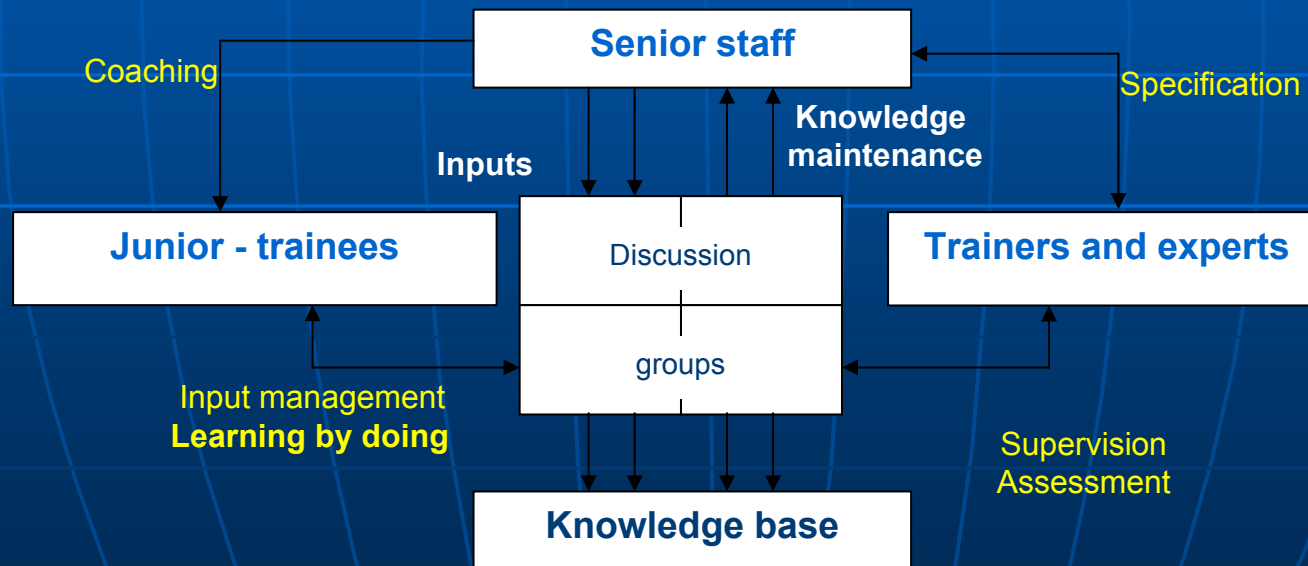 Senior staff
Coaching
Specification
Knowledge
maintenance
Inputs
Junior - trainees
Discussion
Trainers and experts
groups
Input management
Learning by doing
Supervision
Assessment
Knowledge base